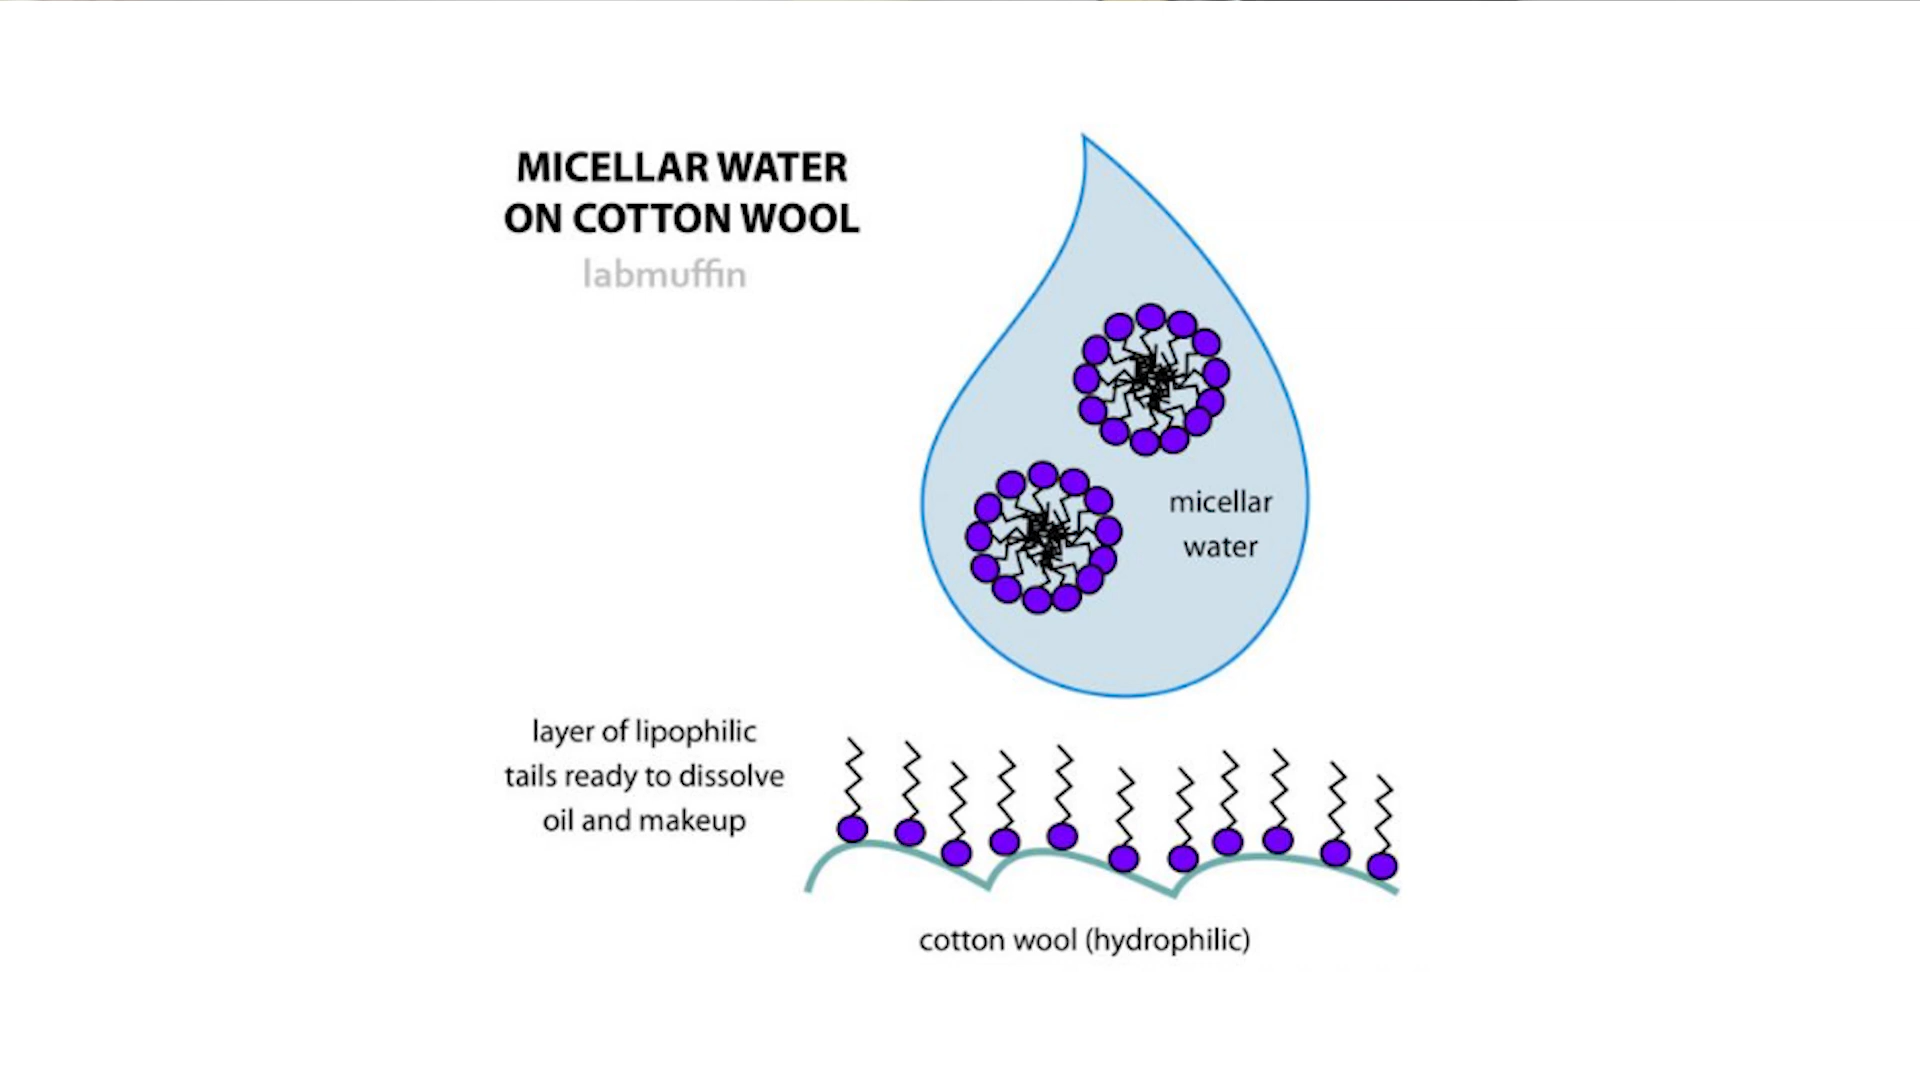 MICELLAR WATER
ON COTTON WOOL
labmuffin
micellar
water
layer of lipophilic
tails ready to dissolve
oil and makeup
cotton wool (hydrophilic)